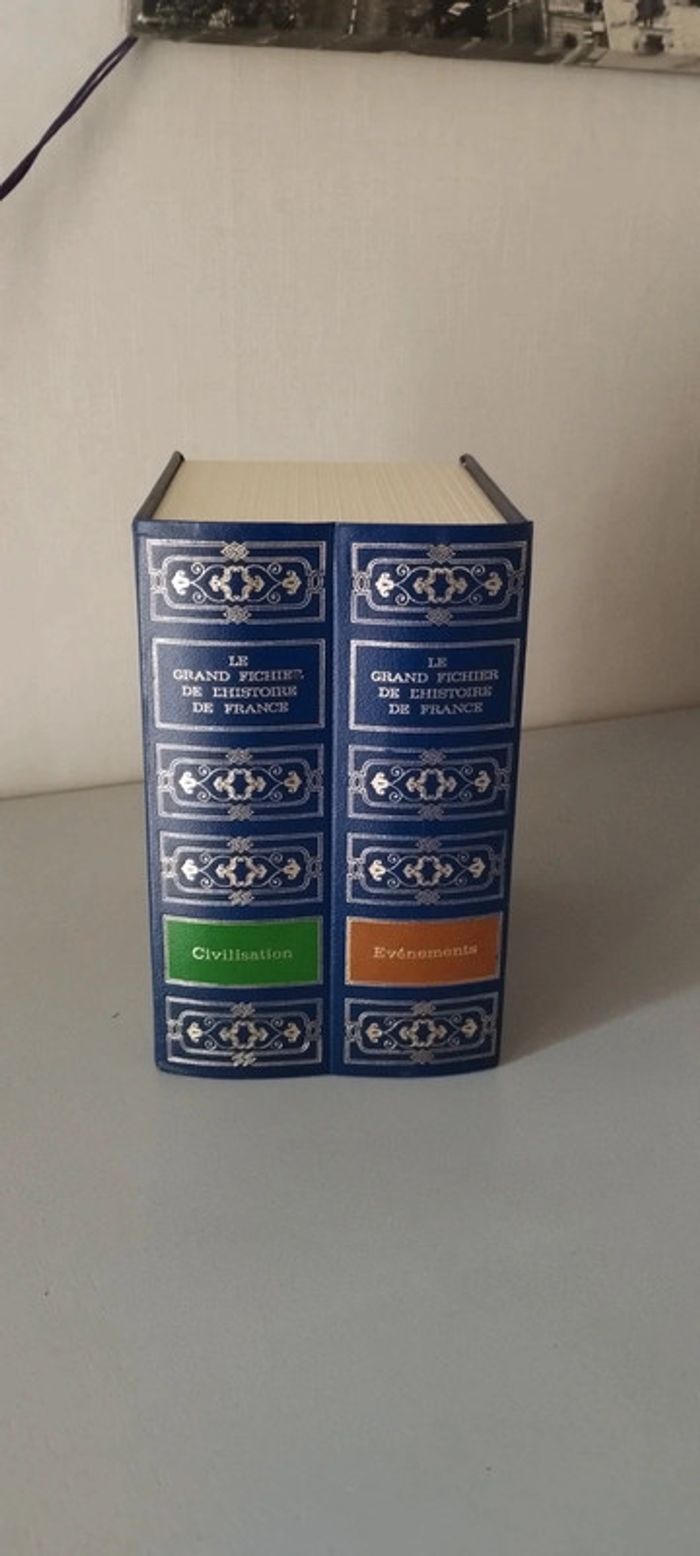 LE
GRAND FICHIER
DE L'HISTOIRE
DE FRANCE
Civilisation
LE
GRAND FICHIER
DE L'HISTOIRE
DE FRANCE
Evénements